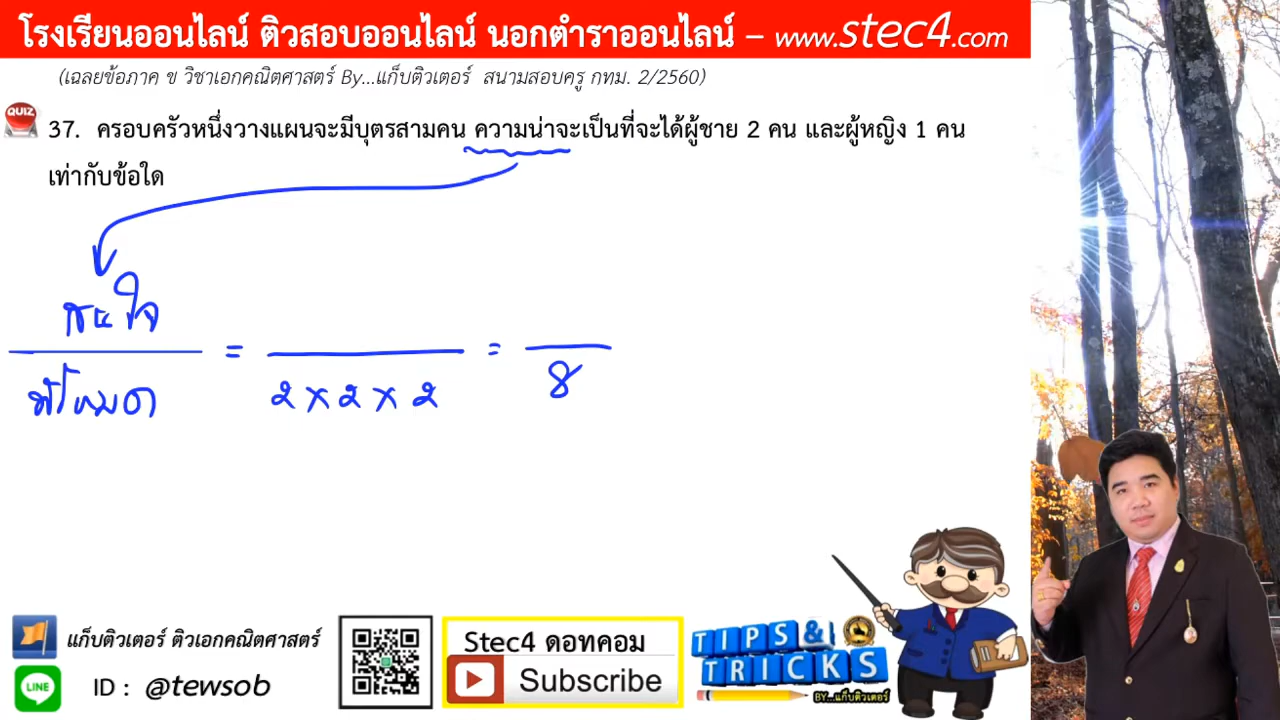 โรงเรียนออนไลน์ ติวสอบออนไลน์ นอกตำราออนไลน์ – www.stec4.com
(เฉลยข้อภาค ข วิชาเอกคณิตศาสตร์ By...แก็บติวเตอร์ สนามสอบครู กทม. 2/2560)
QUIZ
37. ครอบครัวหนึ่งวางแผนจะมีบุตรสามคน ความน่าจะเป็นที่จะได้ผู้ชาย 2 คน และผู้หญิง 1 คน
เท่ากับข้อใด
สนใจ
ทั้งหมด
= 2 × 2 × 2 = 8
แก็บติวเตอร์ ติวเอกคณิตศาสตร์
LINE
ID : @tewsob
Stec4 ดอทคอม
Subscribe
TIPS &
TRICKS
BY...แก็บติวเตอร์